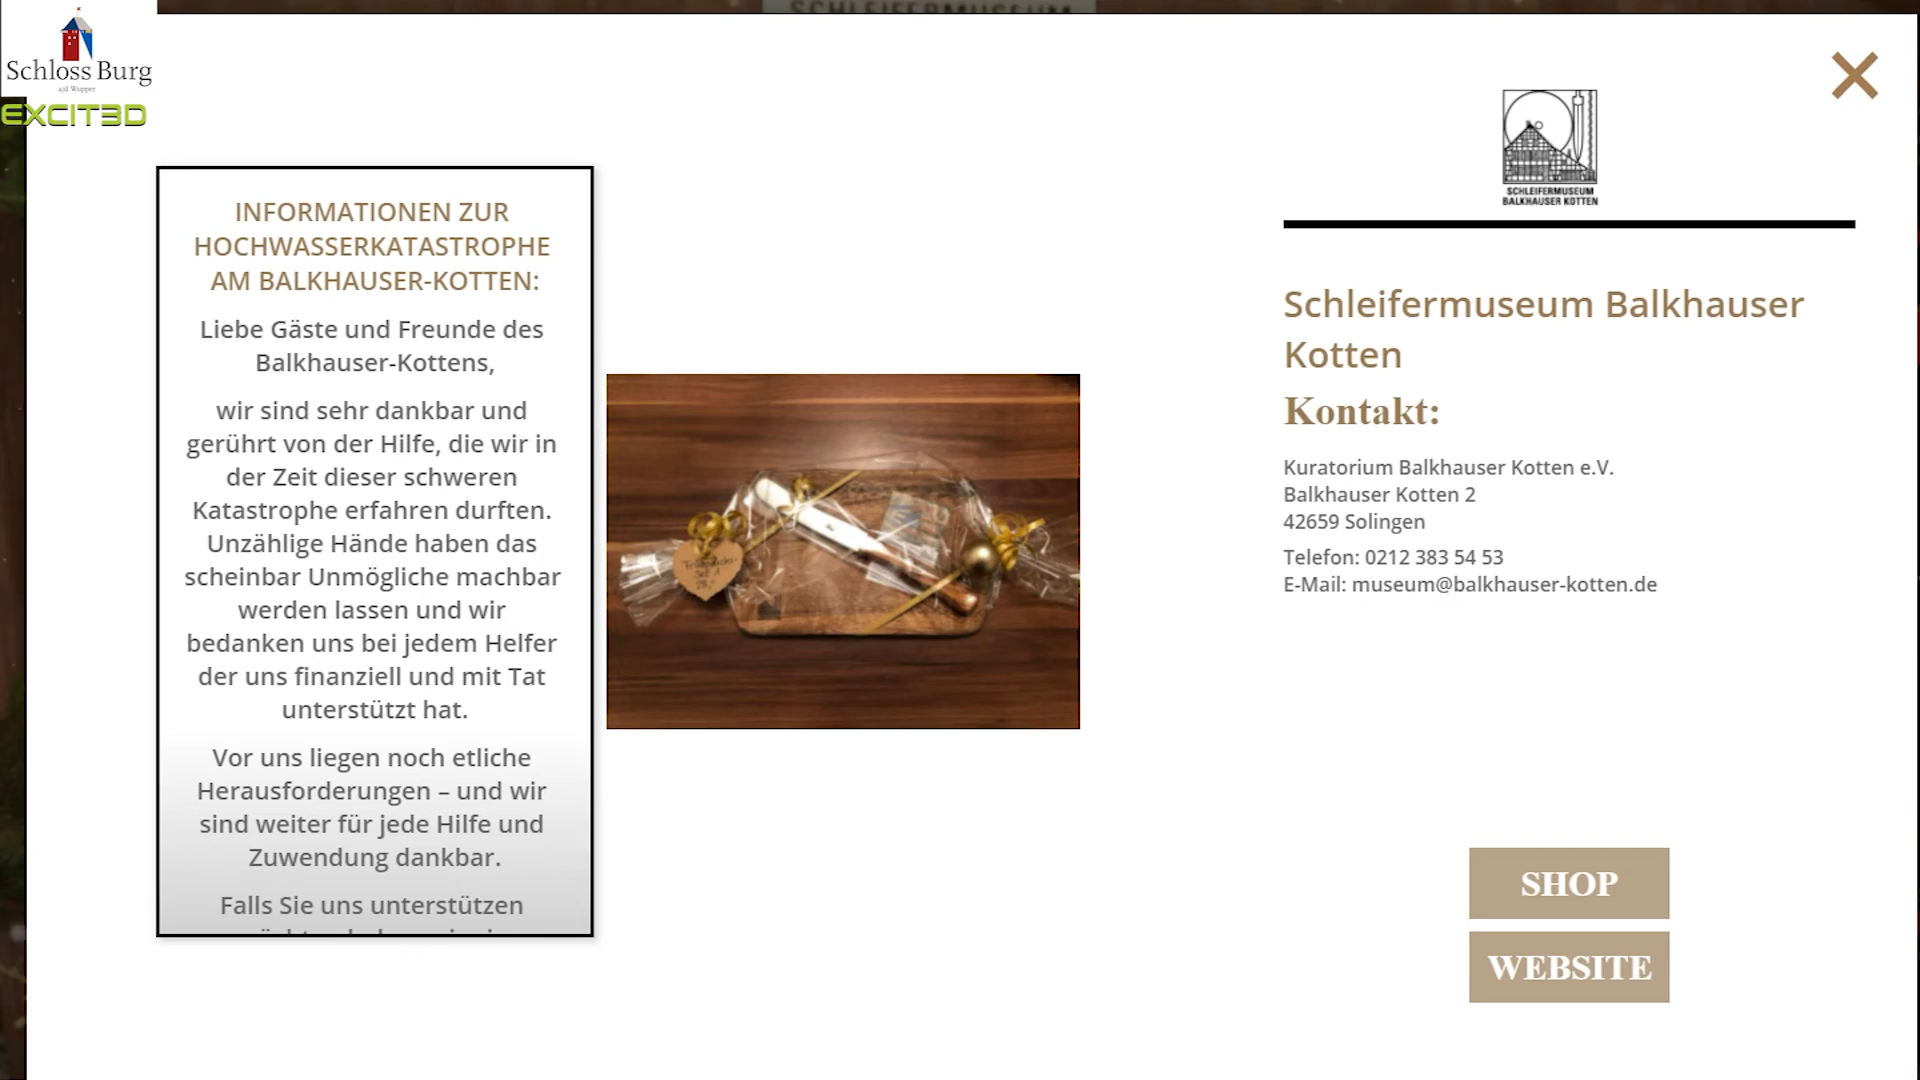 SCHLEIFERMUSEUM
Schloss Burg
a/d Wupper
EXCIT3D
INFORMATIONEN ZUR
HOCHWASSERKATASTROPHE
AM BALKHAUSER-KOTTEN:
Liebe Gäste und Freunde des
Balkhauser-Kottens,
wir sind sehr dankbar und
gerührt von der Hilfe, die wir in
der Zeit dieser schweren
Katastrophe erfahren durften.
Unzählige Hände haben das
scheinbar Unmögliche machbar
werden lassen und wir
bedanken uns bei jedem Helfer
der uns finanziell und mit Tat
unterstützt hat.
Vor uns liegen noch etliche
Herausforderungen – und wir
sind weiter für jede Hilfe und
Zuwendung dankbar.
Falls Sie uns unterstützen
SCHLEIFERMUSEUM
BALKHAUSER KOTTEN
Schleifermuseum Balkhauser
Kotten
Kontakt:
Kuratorium Balkhauser Kotten e.V.
Balkhauser Kotten 2
42659 Solingen
Telefon: 0212 383 54 53
E-Mail: museum@balkhauser-kotten.de
SHOP
WEBSITE